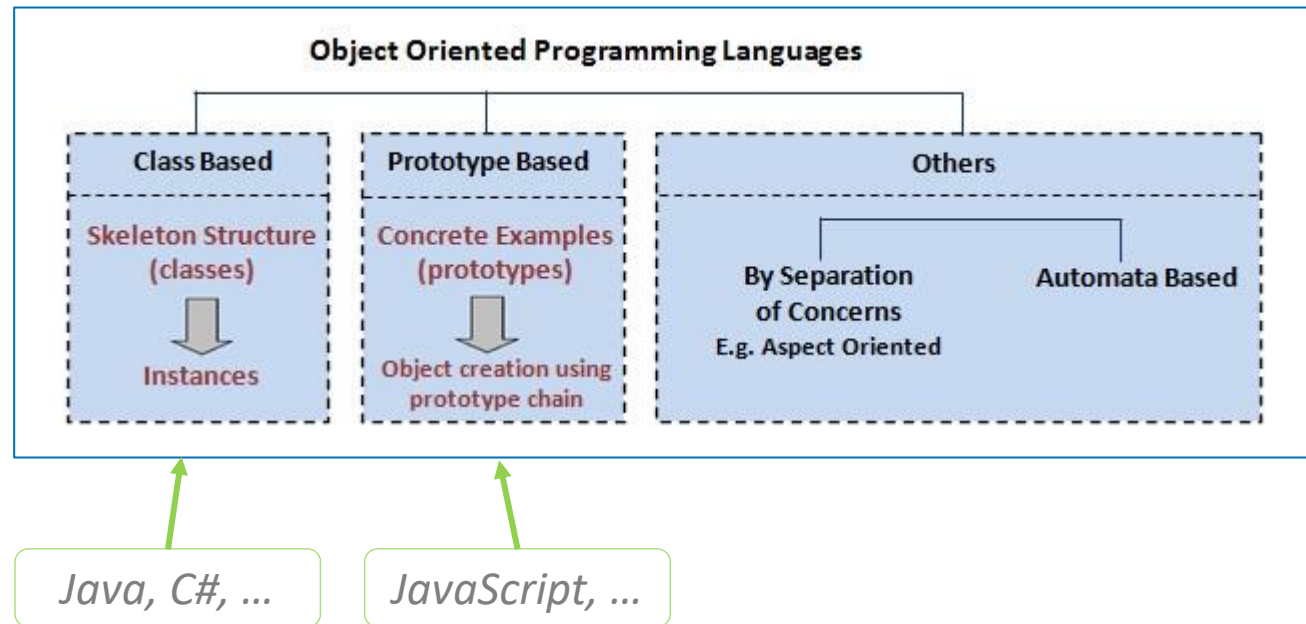 Object Oriented Programming Languages
Class Based
Skeleton Structure
(classes)
Instances
Prototype Based
Concrete Examples
(prototypes)
Object creation using
prototype chain
Others
By Separation
of Concerns
E.g. Aspect Oriented
Automata Based
Java, C#, …
JavaScript, …